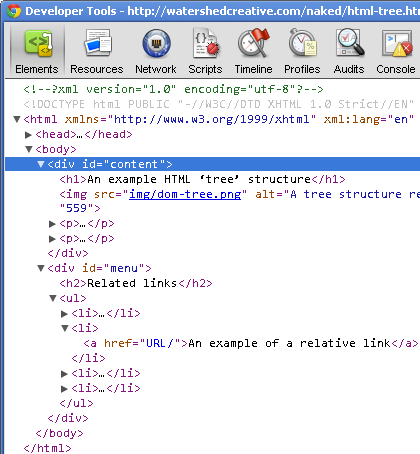 Developer Tools - http://watershedcreative.com/naked/html-tree.ht
Elements Resources Network Scripts Timeline Profiles Audits Console
<!--?xml version="1.0" encoding="utf-8"?-->
<!DOCTYPE html PUBLIC "-//W3C//DTD XHTML 1.0 Strict//EN"
▼<html xmlns="http://www.w3.org/1999/xhtml" xml:lang="en"
▶<head>…</head>
▼<body>
▼<div id="content">
<h1>An example HTML ‘tree’ structure</h1>
<img src="img/dom-tree.png" alt="A tree structure re
"559">
▶<p>…</p>
▶<p>…</p>
</div>
▼<div id="menu">
<h2>Related links</h2>
▼<ul>
▶<li>…</li>
▼<li>
<a href="URL/">An example of a relative link</a>
</li>
▶<li>…</li>
▶<li>…</li>
</ul>
</div>
</body>
</html>